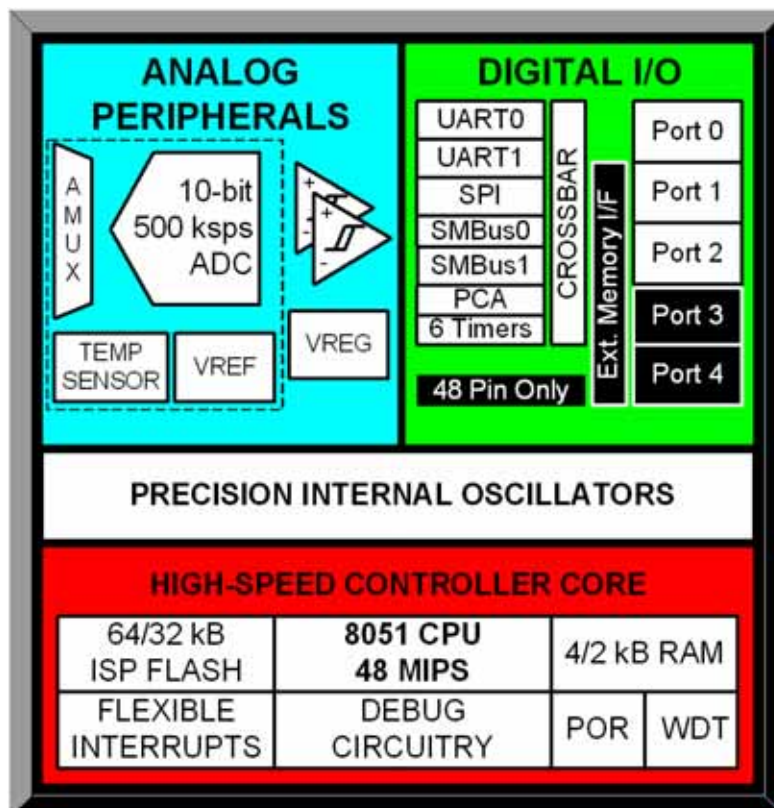 ANALOG
PERIPHERALS
AMUX
10-bit
500 ksps
ADC
+
-
+
-
TEMP
SENSOR
VREF
VREG
DIGITAL I/O
UART0
UART1
SPI
SMBus0
SMBus1
PCA
6 Timers
CROSSBAR
Ext. Memory I/F
Port 0
Port 1
Port 2
Port 3
Port 4
48 Pin Only
PRECISION INTERNAL OSCILLATORS
HIGH-SPEED CONTROLLER CORE
64/32 kB
ISP FLASH
8051 CPU
48 MIPS
4/2 kB RAM
FLEXIBLE
INTERRUPTS
DEBUG
CIRCUITRY
POR
WDT